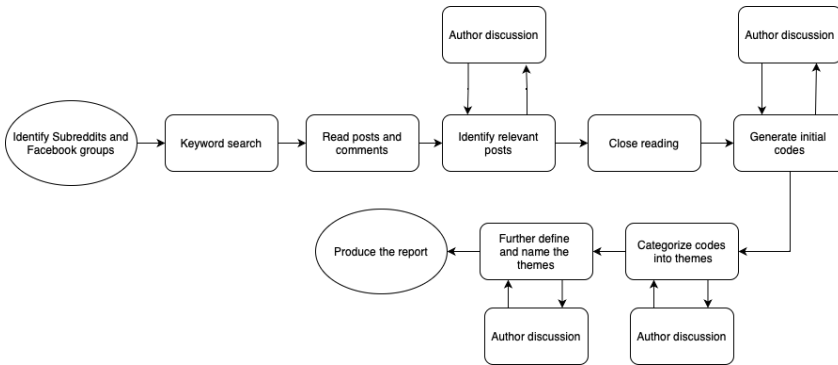 Author discussion
Author discussion
Identify Subreddits and
Facebook groups
Keyword search
Read posts and
comments
Identify relevant
posts
Close reading
Generate initial
codes
Produce the report
Further define
and name the
themes
Categorize codes
into themes
Author discussion
Author discussion